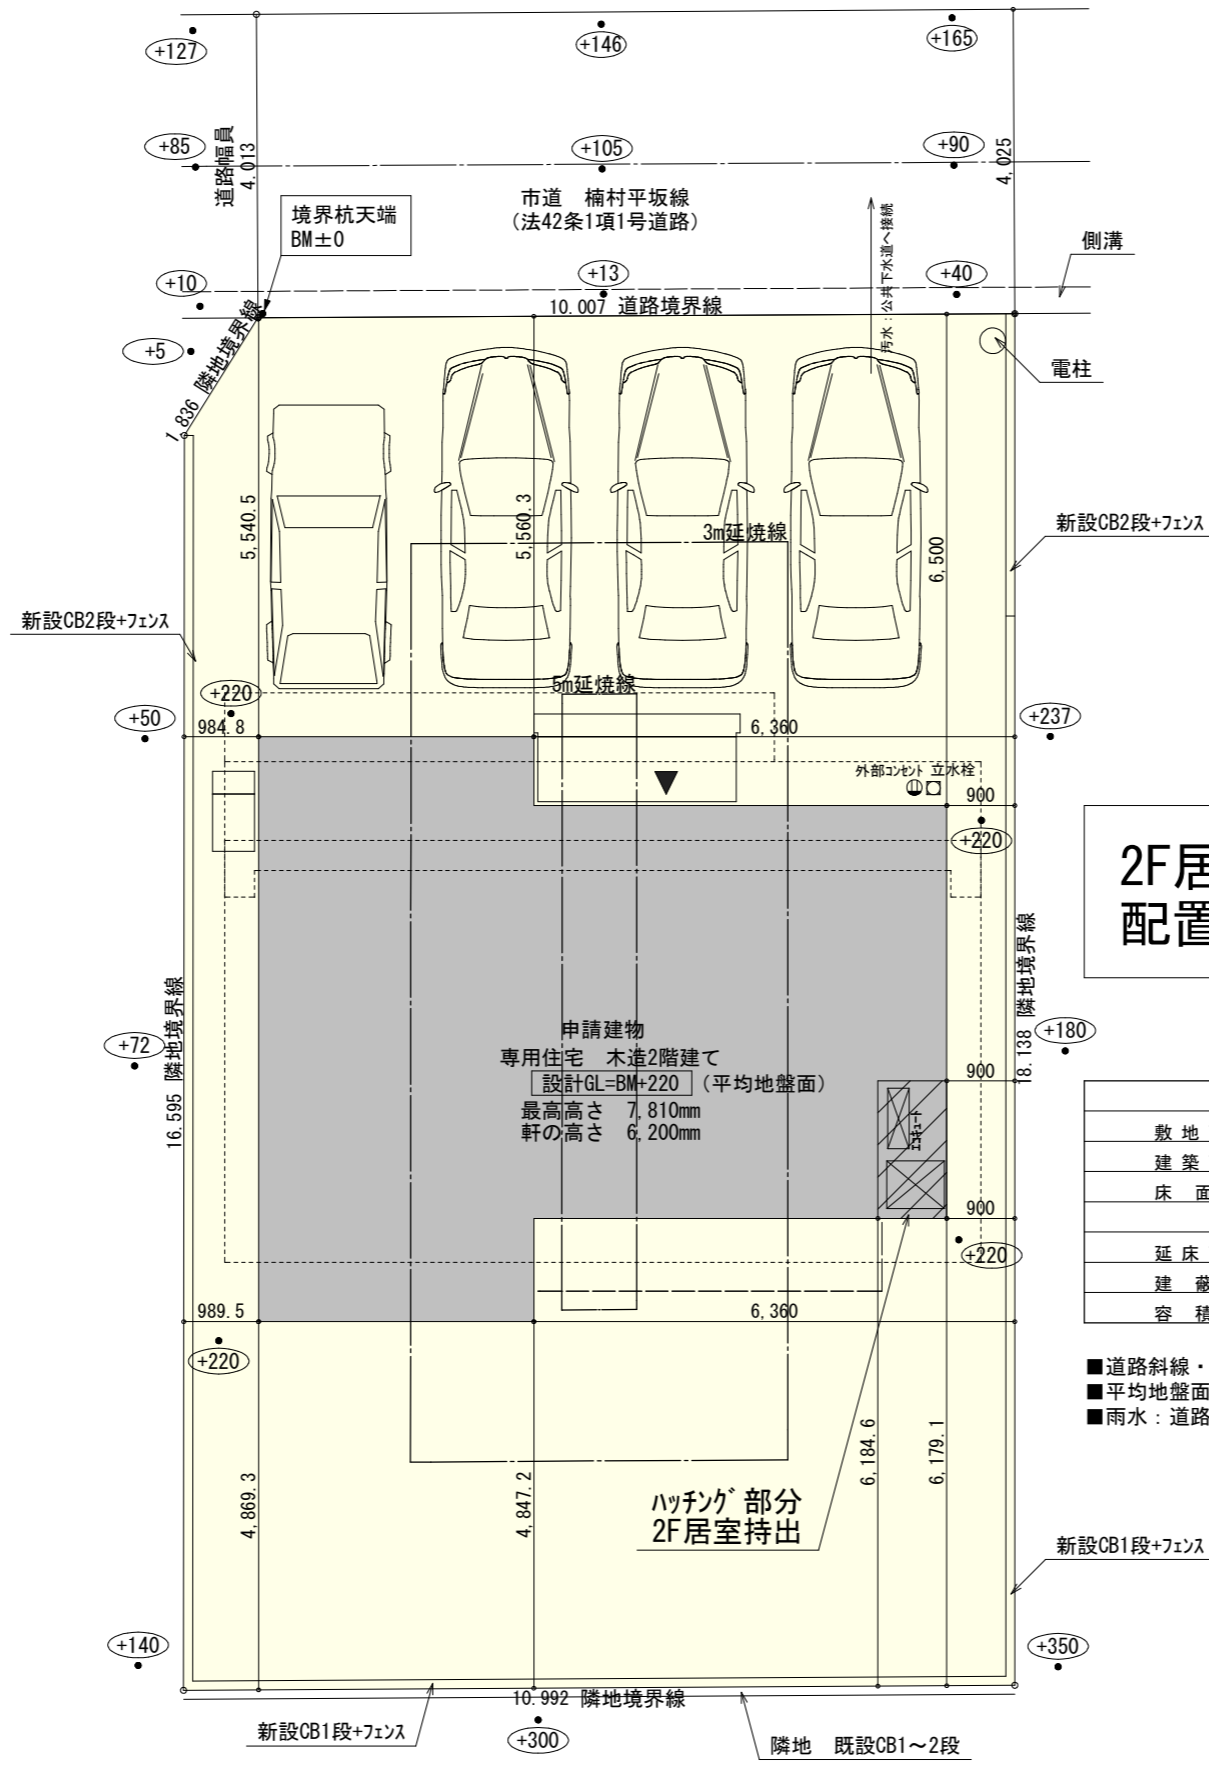 +127
+146
+165
道路幅員
4.013
+85
+105
+90
4,025
市道　楠村平坂線
(法42条1項1号道路)
境界杭天端
BM±0
汚水：公共下水道へ接続
側溝
+10
+13
+40
10.007 道路境界線
+5
1.836 隣地境界線
電柱
5,540.5
5,560.3
3m延焼線
6,500
新設CB2段+フェンス
新設CB2段+フェンス
5m延焼線
+220
+50
984.8
6,360
+237
外部コンセント 立水栓
900
+220
2F居
配置
16.595 隣地境界線
18.138 隣地境界線
+72
+180
申請建物
専用住宅　木造2階建て
設計GL=BM+220 (平均地盤面)
最高高さ　7,810mm
軒の高さ　6,200mm
900
エコキュート
900
+220
敷 地
建 築
床 面
延 床
建 蔽
容 積
989.5
6,360
+220
■道路斜線・
■平均地盤面
■雨水：道路
4,869.3
4,847.2
6,184.6
6,179.1
ハッチング部分
2F居室持出
新設CB1段+フェンス
+140
+350
10.992 隣地境界線
新設CB1段+フェンス
+300
隣地　既設CB1～2段